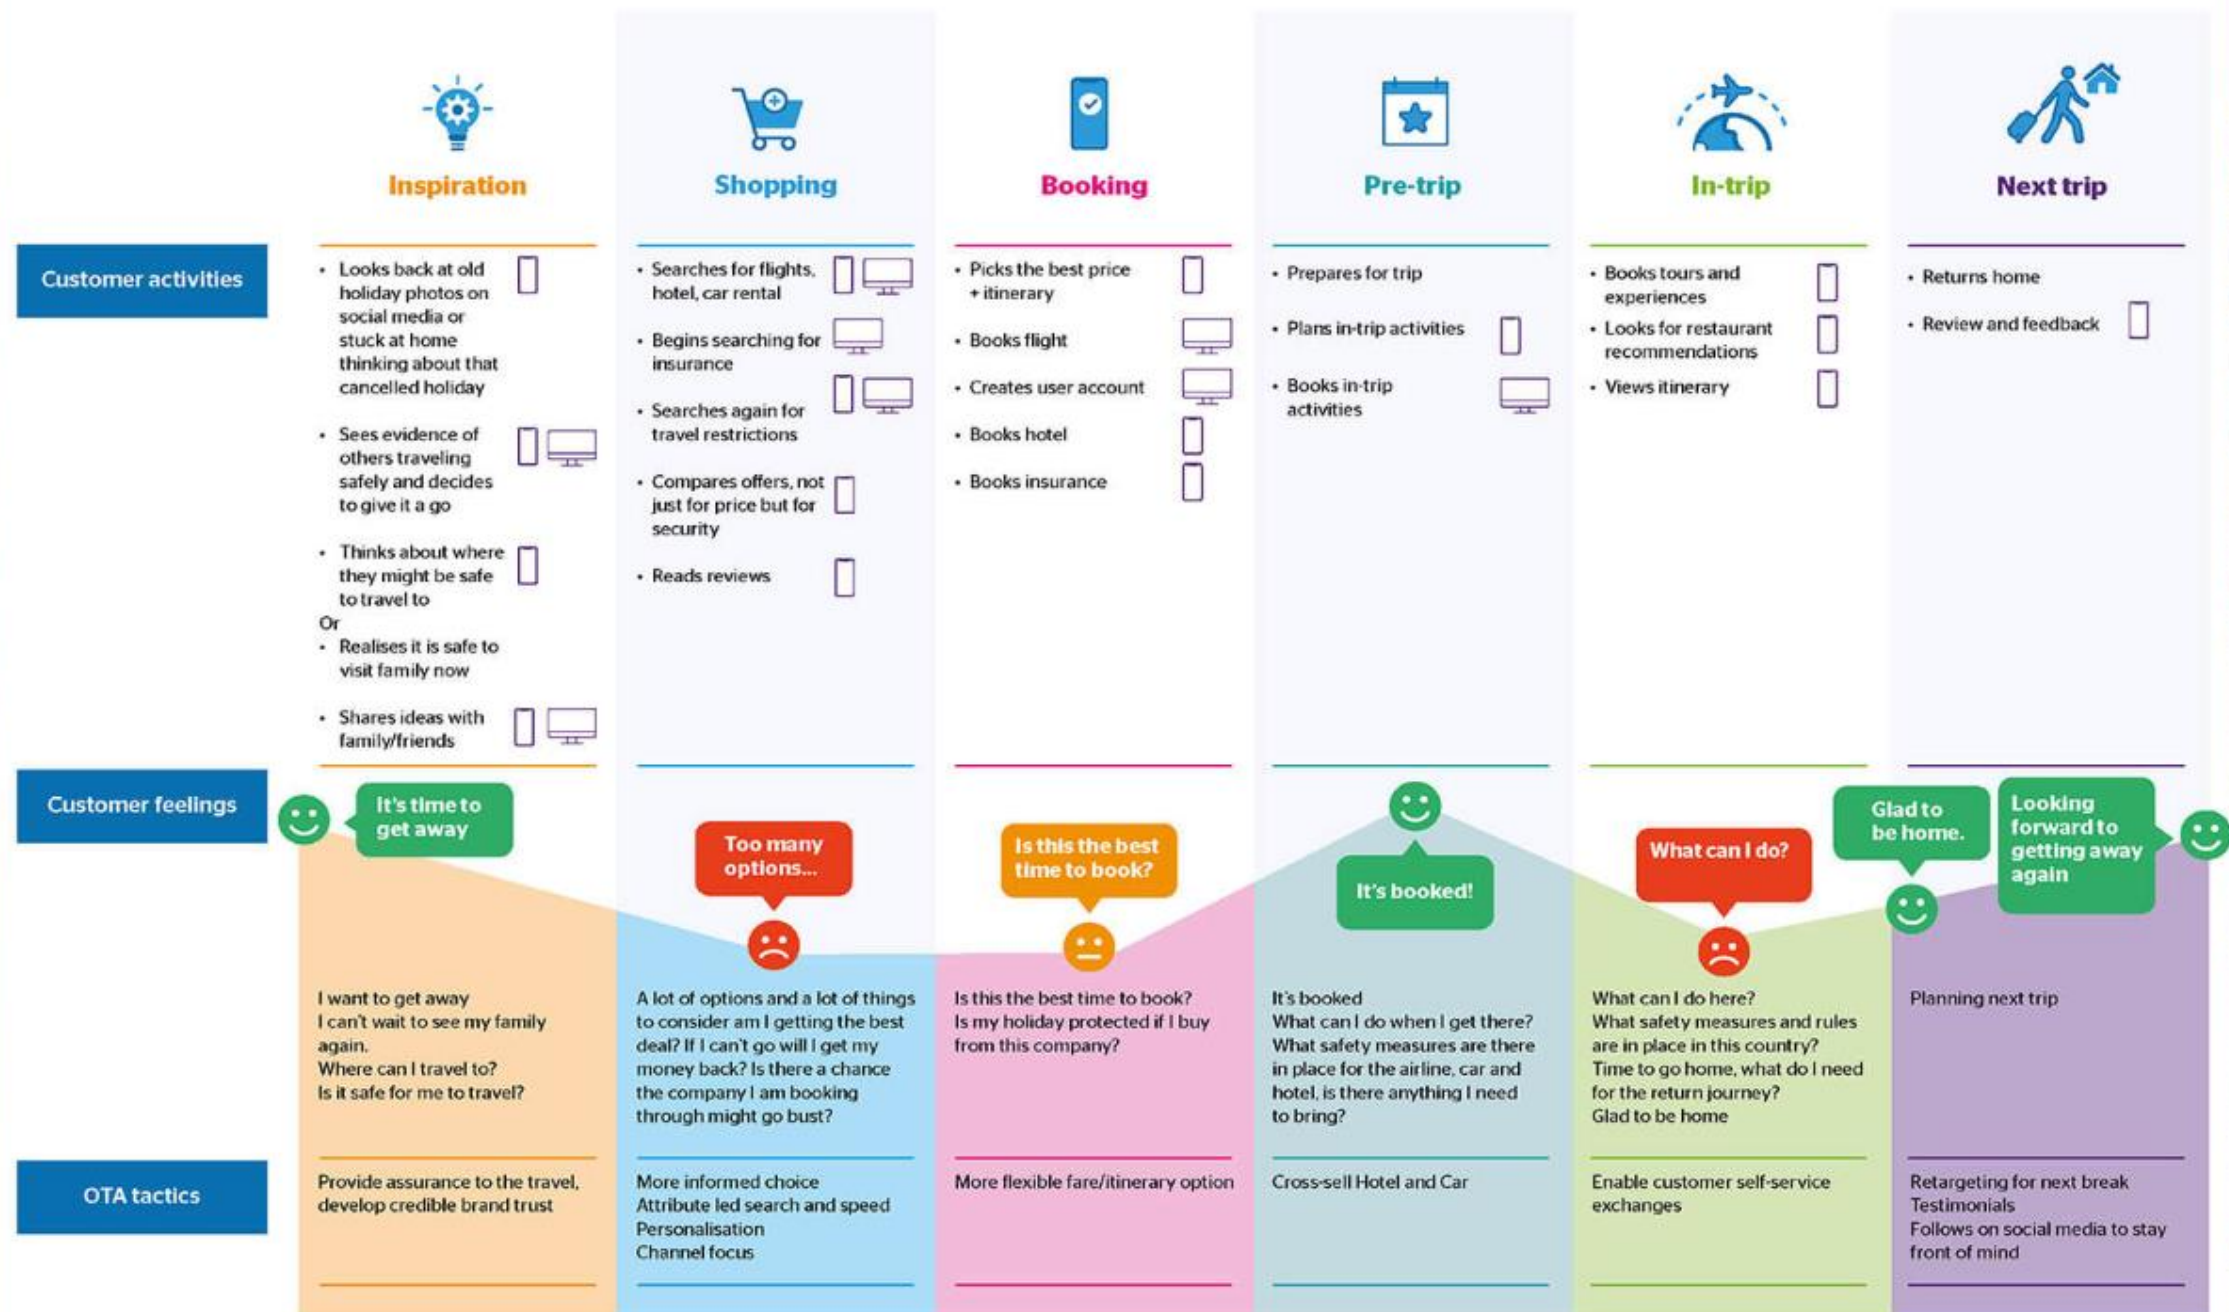 Inspiration
Shopping
Booking
Pre-trip
In-trip
Next trip
Customer activities
• Looks back at old
holiday photos on
social media or
stuck at home
thinking about that
cancelled holiday
• Sees evidence of
others traveling
safely and decides
to give it a go
• Thinks about where
they might be safe
to travel to
Or
• Realises it is safe to
visit family now
• Shares ideas with
family/friends
• Searches for flights,
hotel, car rental
• Begins searching for
insurance
• Searches again for
travel restrictions
• Compares offers, not
just for price but for
security
• Reads reviews
• Picks the best price
+ itinerary
• Books flight
• Creates user account
• Books hotel
• Books insurance
• Prepares for trip
• Plans in-trip activities
• Books in-trip
activities
• Books tours and
experiences
• Looks for restaurant
recommendations
• Views itinerary
• Returns home
• Review and feedback
Customer feelings
It's time to
get away
Too many
options...
Is this the best
time to book?
It's booked!
What can I do?
Glad to
be home.
Looking
forward to
getting away
again
I want to get away
I can't wait to see my family
again.
Where can I travel to?
Is it safe for me to travel?
A lot of options and a lot of things
to consider am I getting the best
deal? If I can't go will I get my
money back? Is there a chance
the company I am booking
through might go bust?
Is this the best time to book?
Is my holiday protected if I buy
from this company?
It's booked
What can I do when I get there?
What safety measures are there
in place for the airline, car and
hotel, is there anything I need
to bring?
What can I do here?
What safety measures and rules
are in place in this country?
Time to go home, what do I need
for the return journey?
Glad to be home
Planning next trip
OTA tactics
Provide assurance to the travel,
develop credible brand trust
More informed choice
Attribute led search and speed
Personalisation
Channel focus
More flexible fare/itinerary option
Cross-sell Hotel and Car
Enable customer self-service
exchanges
Retargeting for next break
Testimonials
Follows on social media to stay
front of mind